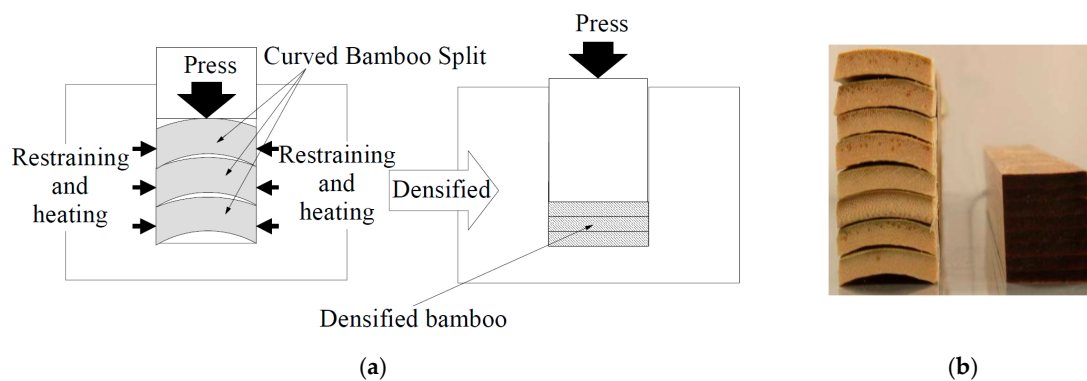 Press
Curved Bamboo Split
Restraining
and
heating
Restraining
and
heating
Densified
Press
Densified bamboo
(a)
(b)